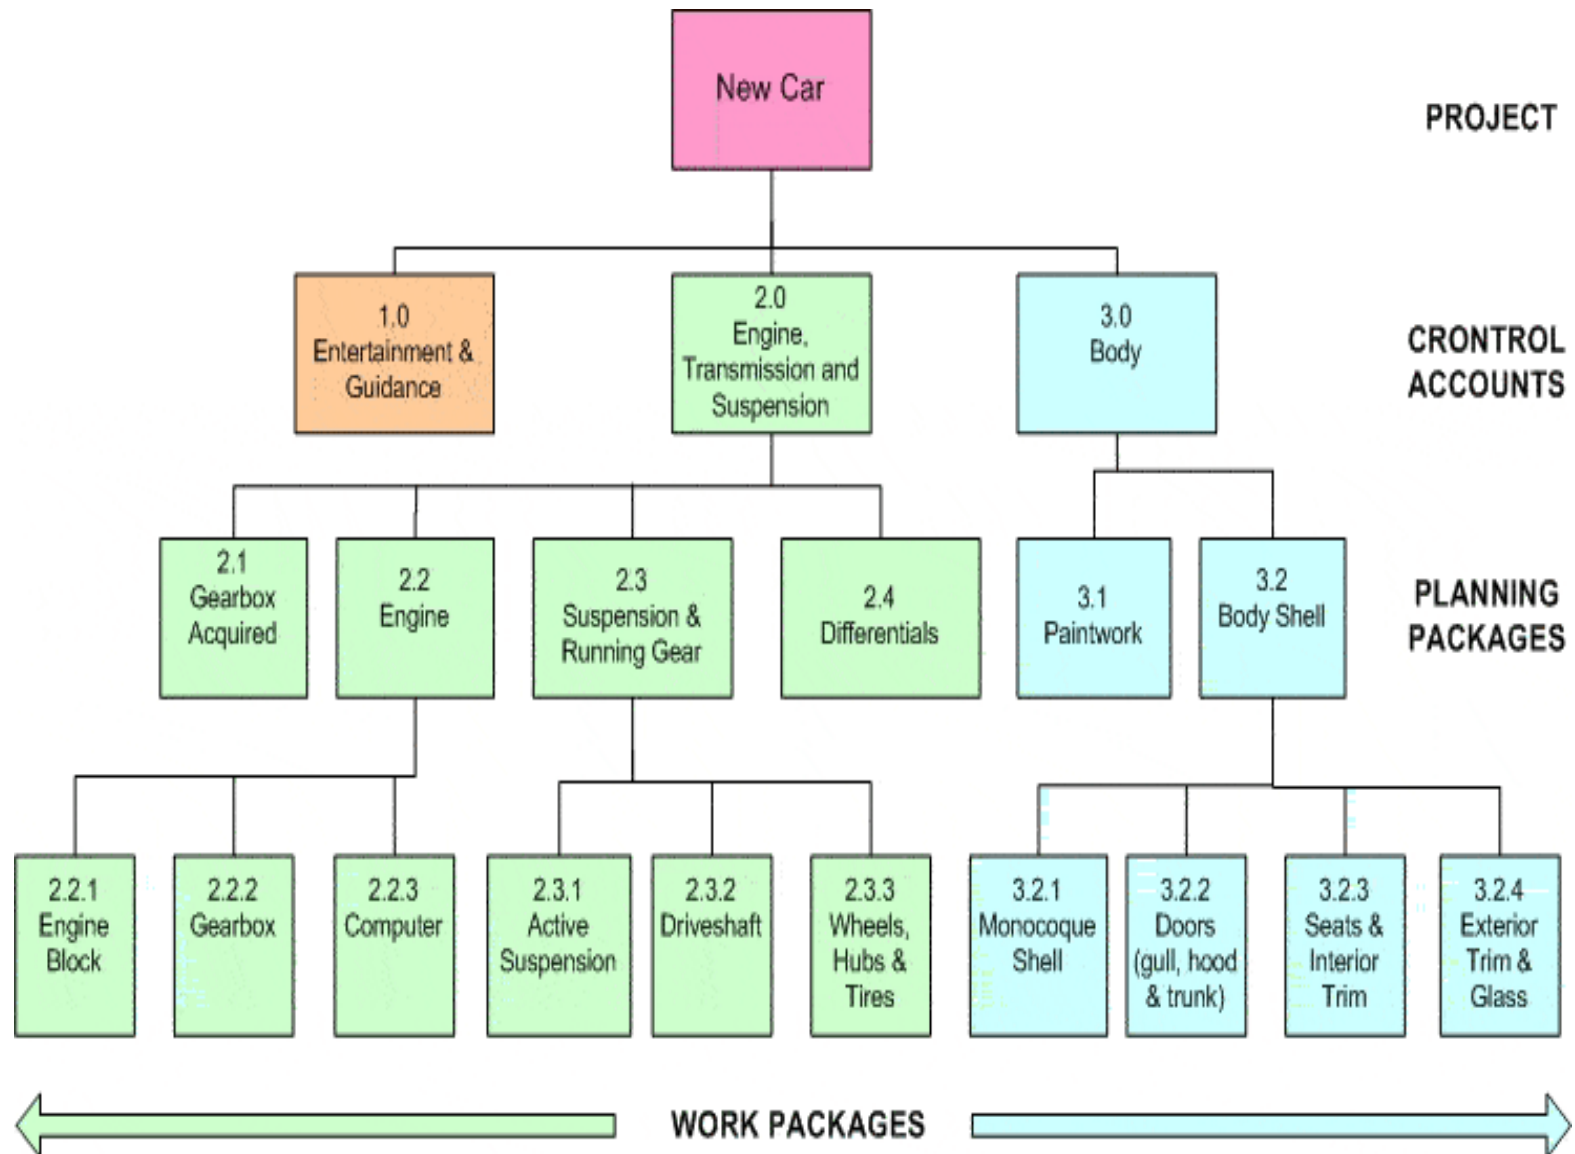 New Car
PROJECT
1.0
Entertainment &
Guidance
2.0
Engine,
Transmission and
Suspension
3.0
Body
CRONTROL
ACCOUNTS
2.1
Gearbox
Acquired
2.2
Engine
2.3
Suspension &
Running Gear
2.4
Differentials
3.1
Paintwork
3.2
Body Shell
PLANNING
PACKAGES
2.2.1
Engine
Block
2.2.2
Gearbox
2.2.3
Computer
2.3.1
Active
Suspension
2.3.2
Driveshaft
2.3.3
Wheels,
Hubs &
Tires
3.2.1
Monocoque
Shell
3.2.2
Doors
(gull, hood
& trunk)
3.2.3
Seats &
Interior
Trim
3.2.4
Exterior
Trim &
Glass
WORK PACKAGES